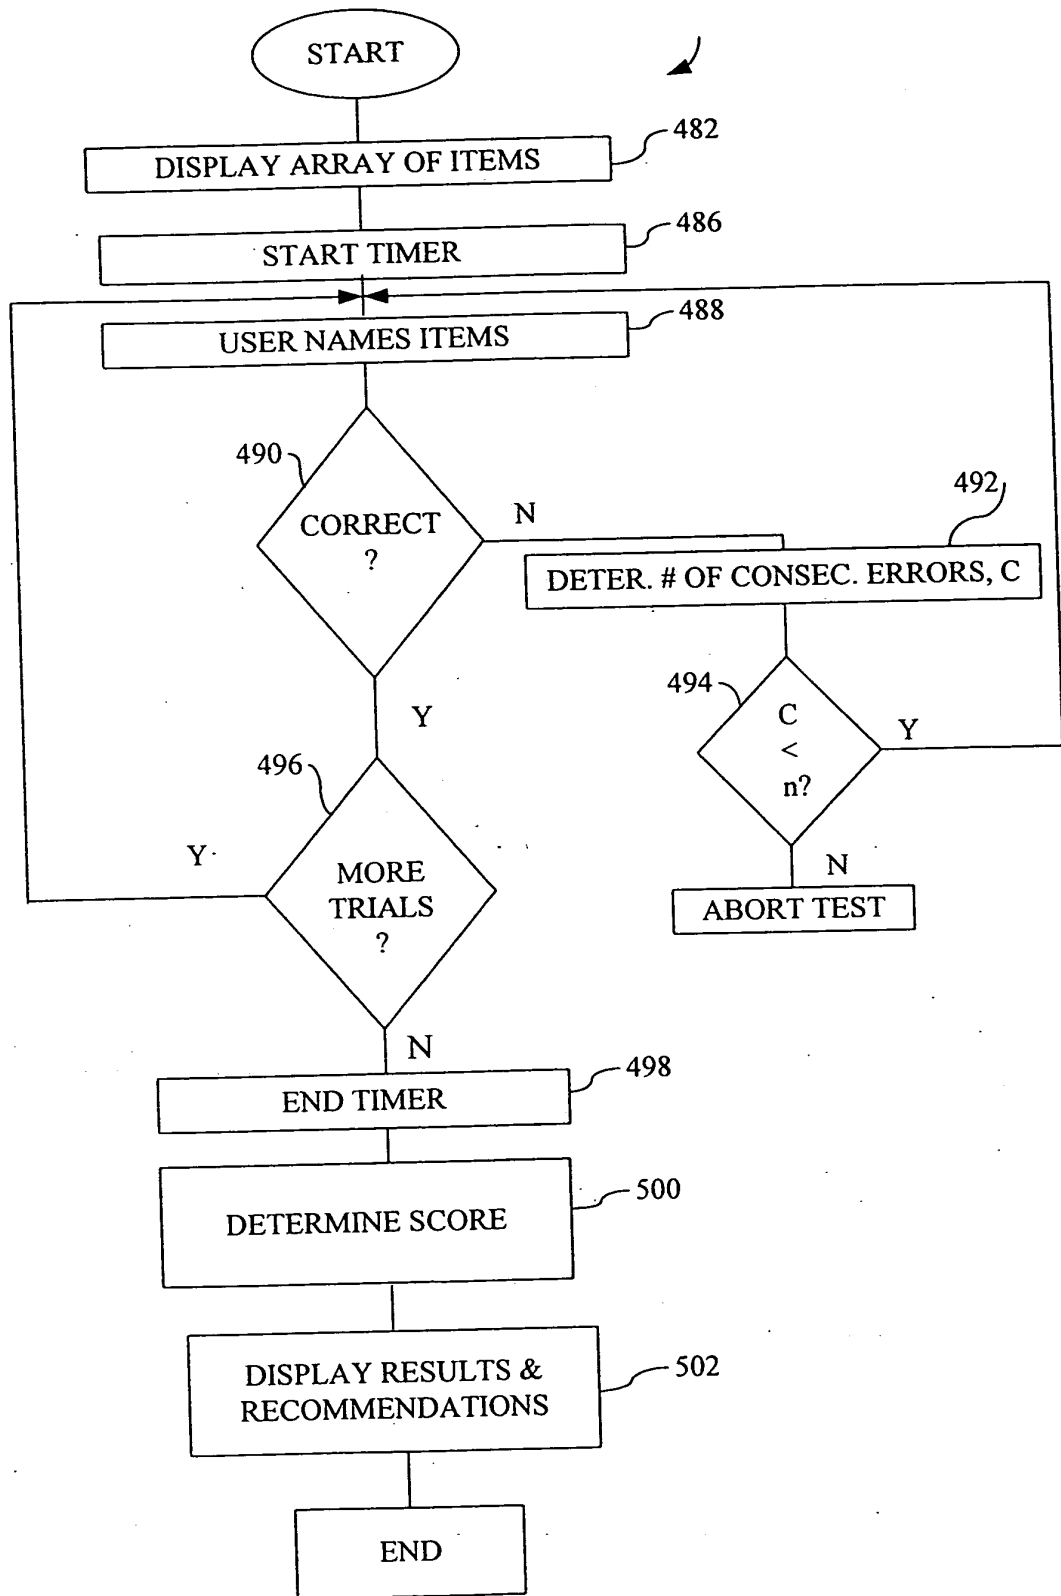 START
482
DISPLAY ARRAY OF ITEMS
486
START TIMER
488
USER NAMES ITEMS
490
CORRECT
?
N
492
DETER. # OF CONSEC. ERRORS, C
Y
494
C
<
n?
Y
N
ABORT TEST
496
MORE
TRIALS
?
Y
N
498
END TIMER
500
DETERMINE SCORE
502
DISPLAY RESULTS &
RECOMMENDATIONS
END